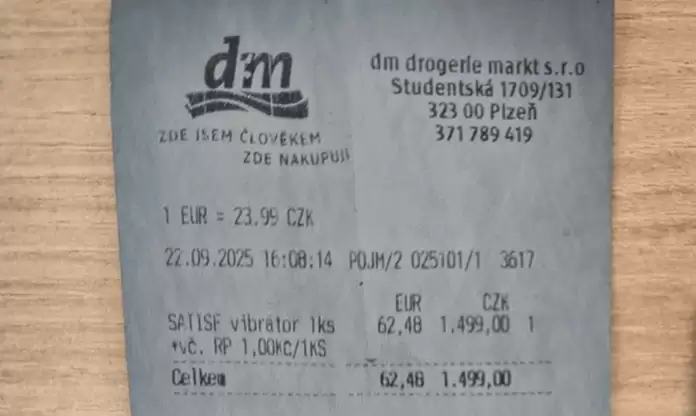 dm
ZDE JSEM ČLOVĚKEM
ZDE NAKUPUJI
dm drogerie markt s.r.o
Studentská 1709/131
323 00 Plzeň
371 789 419
1 EUR = 23.99 CZK
22.09.2025 16:08:14 POJM/2 025101/1 3617
EUR CZK
SATISF vibrátor 1ks 62,48 1.499,00 1
*vč. RP 1,00KC/1KS
Celkem 62,48 1.499,00